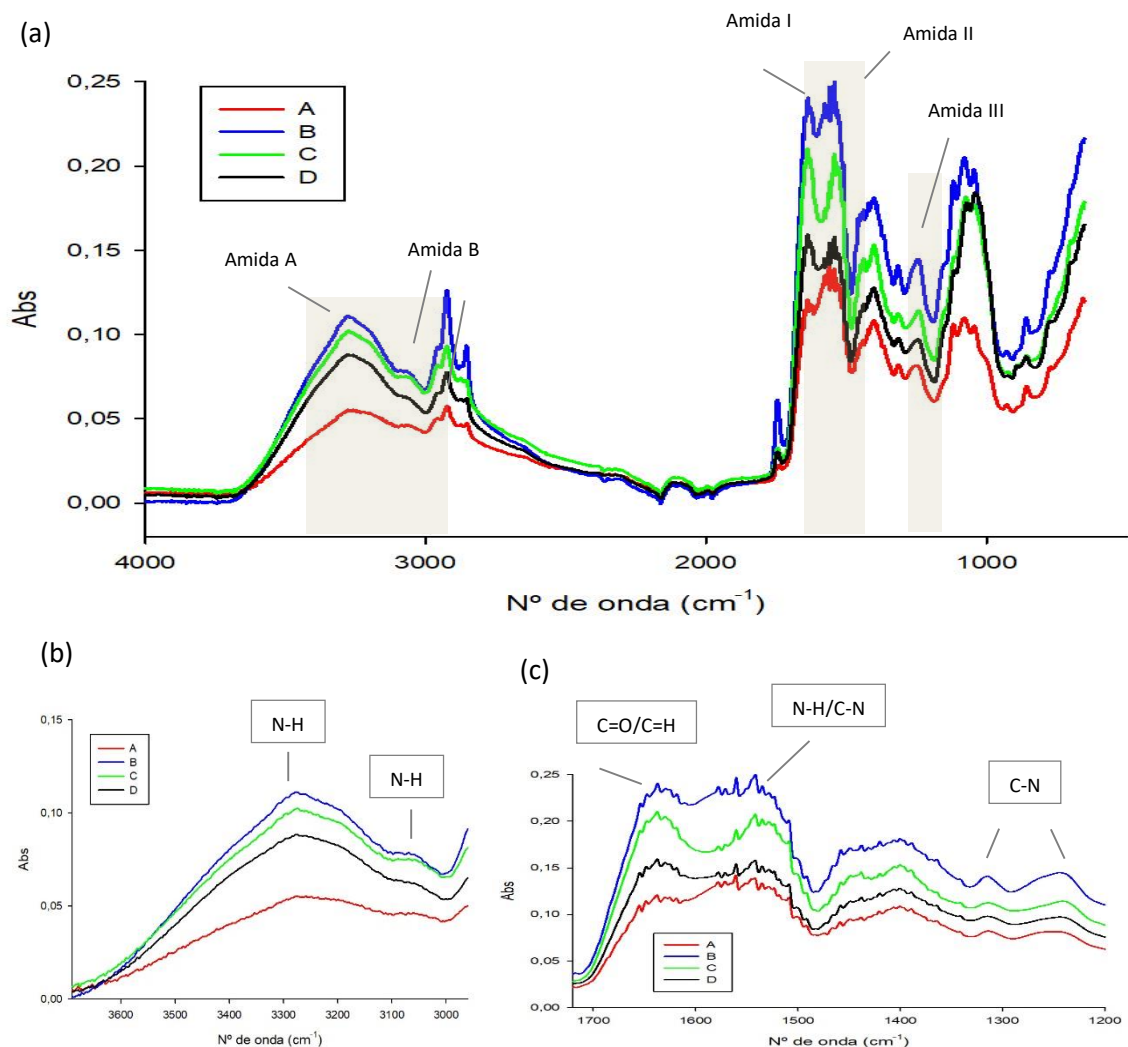 (a)
Amida I
Amida II
Amida III
Amida A
Amida B
A
B
C
D
0,25
0,20
0,15
0,10
0,05
0,00
Abs
4000 3000 2000 1000
Nº de onda (cm⁻¹)
(b)
N-H
N-H
A
B
C
D
0,15
0,10
0,05
0,00
Abs
3600 3500 3400 3300 3200 3100 3000
Nº de onda (cm⁻¹)
(c)
C=O/C=H
N-H/C-N
C-N
0,25
0,20
0,15
0,10
0,05
0,00
Abs
A
B
C
D
1700 1600 1500 1400 1300 1200
Nº de onda (cm⁻¹)